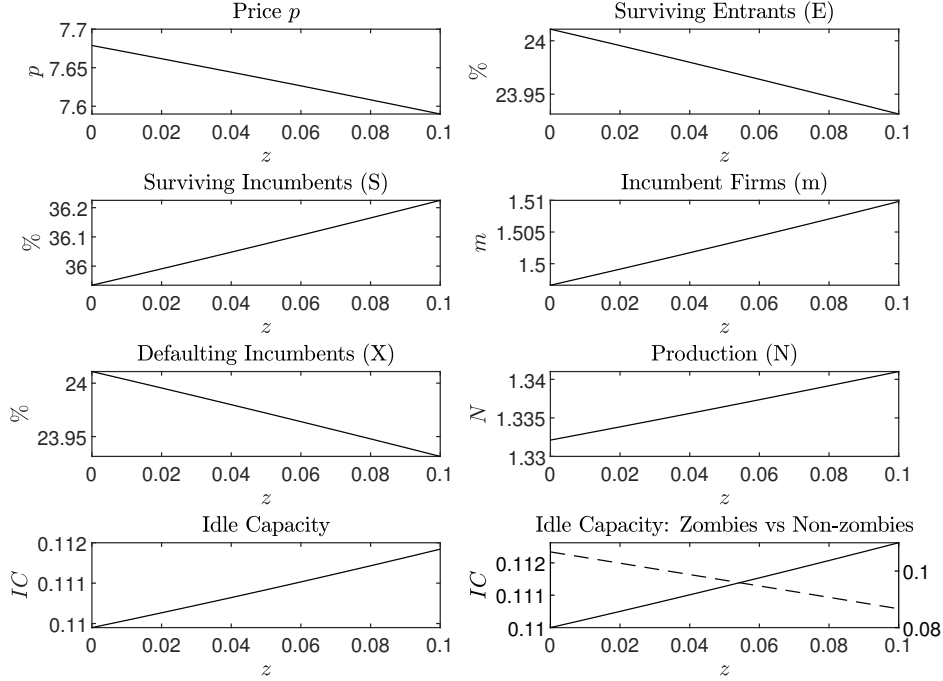 Price p
7.7
7.65
7.6
p
0 0.02 0.04 0.06 0.08 0.1
z
Surviving Entrants (E)
24
23.95
%
0 0.02 0.04 0.06 0.08 0.1
z
Surviving Incumbents (S)
36.2
36.1
36
%
0 0.02 0.04 0.06 0.08 0.1
z
Incumbent Firms (m)
1.51
1.505
1.5
m
0 0.02 0.04 0.06 0.08 0.1
z
Defaulting Incumbents (X)
24
23.95
%
0 0.02 0.04 0.06 0.08 0.1
z
Production (N)
1.34
1.335
1.33
N
0 0.02 0.04 0.06 0.08 0.1
z
Idle Capacity
0.112
0.111
0.11
IC
0 0.02 0.04 0.06 0.08 0.1
z
Idle Capacity: Zombies vs Non-zombies
0.112
0.111
0.11
IC
0.1
0.08
0 0.02 0.04 0.06 0.08 0.1
z